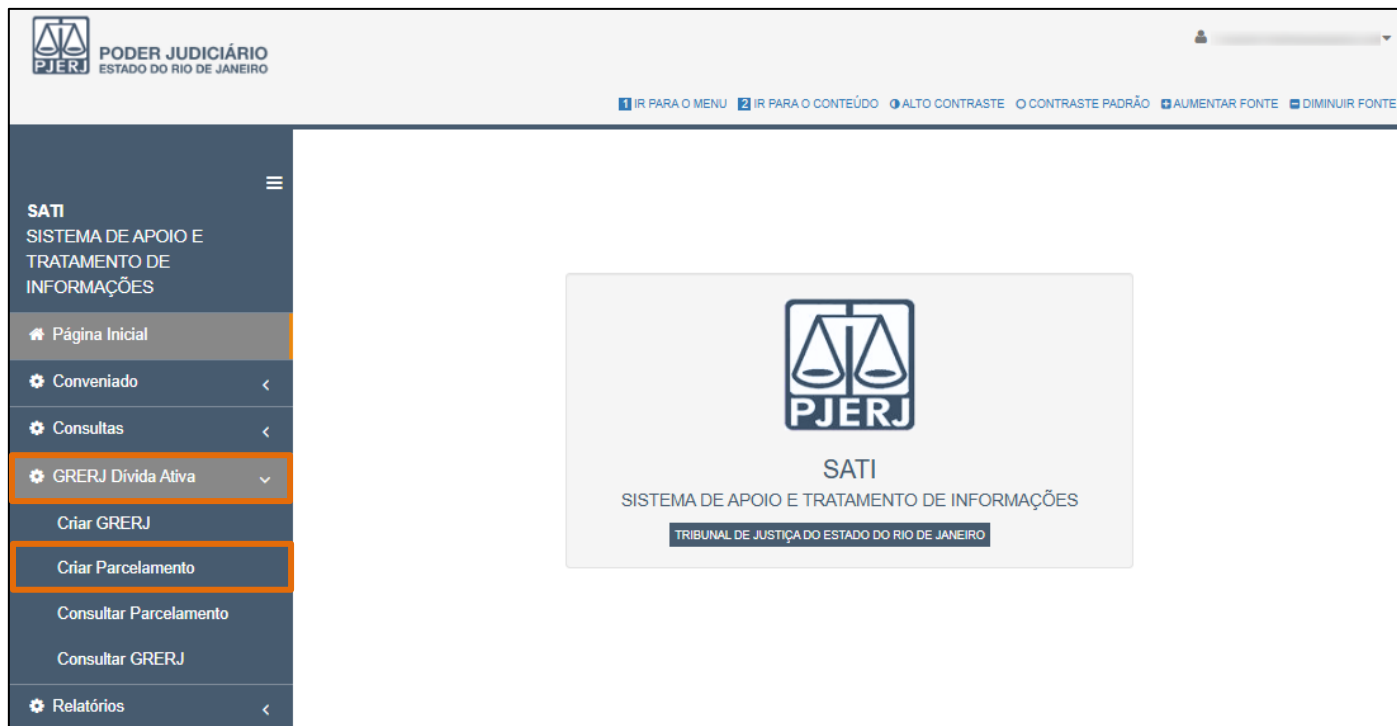 PJERJ
PODER JUDICIÁRIO
ESTADO DO RIO DE JANEIRO
1 IR PARA O MENU 2 IR PARA O CONTEÚDO ALTO CONTRASTE CONTRASTE PADRÃO AUMENTAR FONTE DIMINUIR FONTE
SATI
SISTEMA DE APOIO E
TRATAMENTO DE
INFORMAÇÕES
Página Inicial
Conveniado
Consultas
GRERJ Dívida Ativa
Criar GRERJ
Criar Parcelamento
Consultar Parcelamento
Consultar GRERJ
Relatórios
PJERJ
SATI
SISTEMA DE APOIO E TRATAMENTO DE INFORMAÇÕES
TRIBUNAL DE JUSTIÇA DO ESTADO DO RIO DE JANEIRO